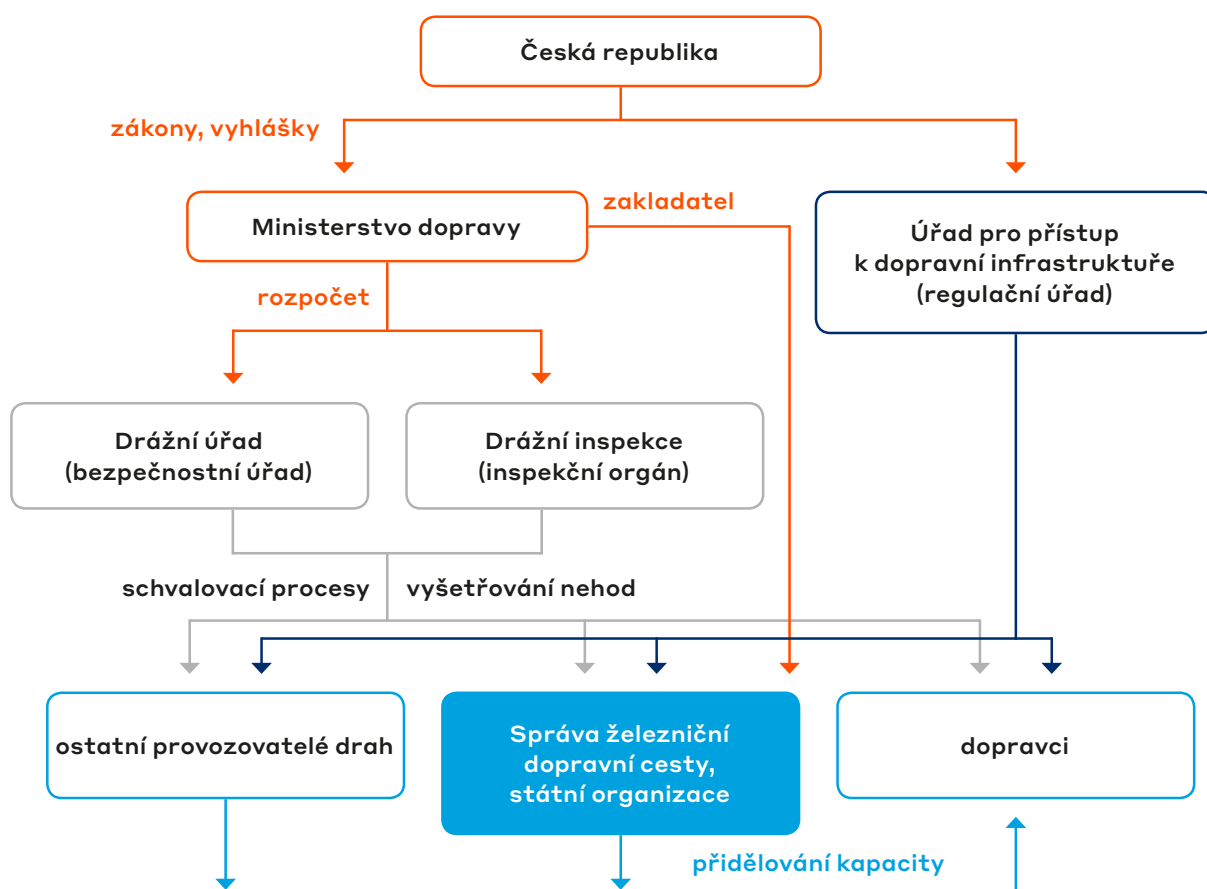 Česká republika
zákony, vyhlášky
Ministerstvo dopravy
zakladatel
Úřad pro přístup
k dopravní infrastruktuře
(regulační úřad)
rozpočet
Drážní úřad
(bezpečnostní úřad)
Drážní inspekce
(inspekční orgán)
schvalovací procesy
vyšetřování nehod
ostatní provozovatelé drah
Správa železniční
dopravní cesty,
státní organizace
dopravci
přidělování kapacity